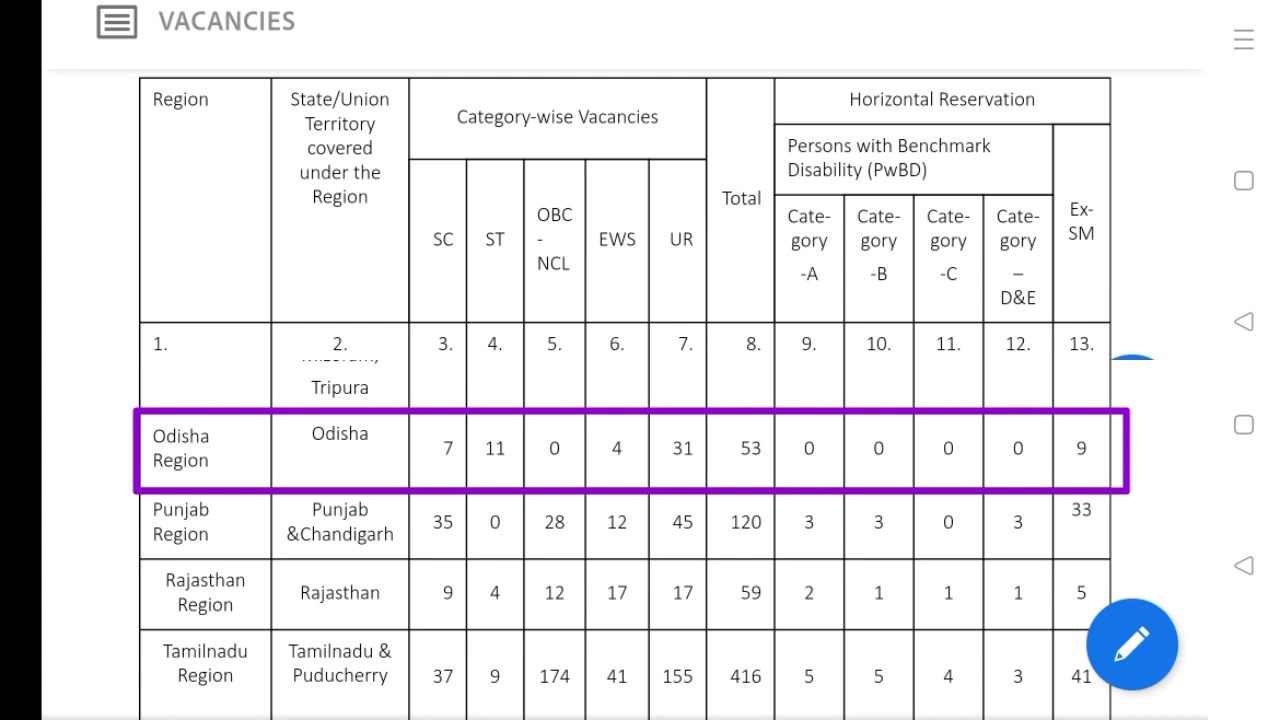 VACANCIES
Region
State/Union
Territory
covered
under the
Region
Category-wise Vacancies
Total
Horizontal Reservation
Persons with Benchmark
Disability (PwBD)
Ex-
SM
SC
ST
OBC
-
NCL
EWS
UR
Cate-
gory
-A
Cate-
gory
-B
Cate-
gory
-C
Cate-
gory
–
D&E
1. 2. 3. 4. 5. 6. 7. 8. 9. 10. 11. 12. 13.
Tripura
Odisha
Region
Odisha
7 11 0 4 31 53 0 0 0 0 9
Punjab
Region
Punjab
&Chandigarh
35 0 28 12 45 120 3 3 0 3 33
Rajasthan
Region
Rajasthan
9 4 12 17 17 59 2 1 1 1 5
Tamilnadu
Region
Tamilnadu &
Puducherry
37 9 174 41 155 416 5 5 4 3 41